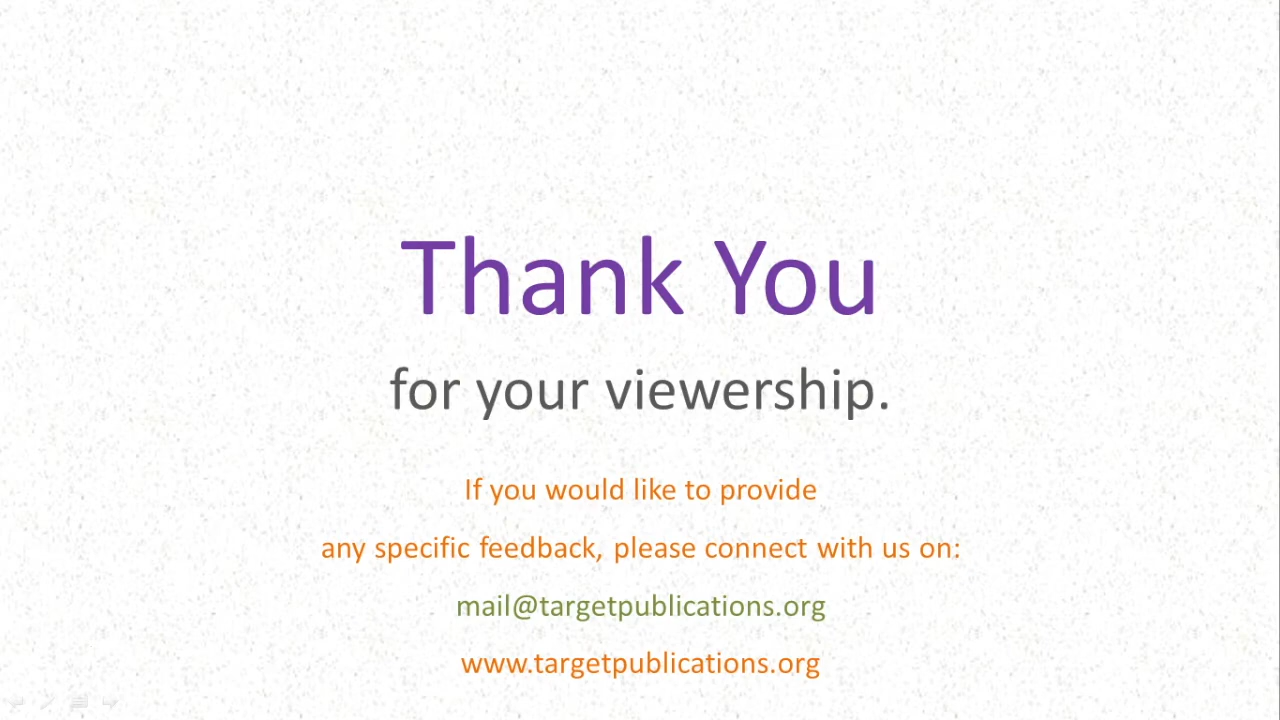 Thank You
for your viewership.
If you would like to provide
any specific feedback, please connect with us on:
mail@targetpublications.org
www.targetpublications.org